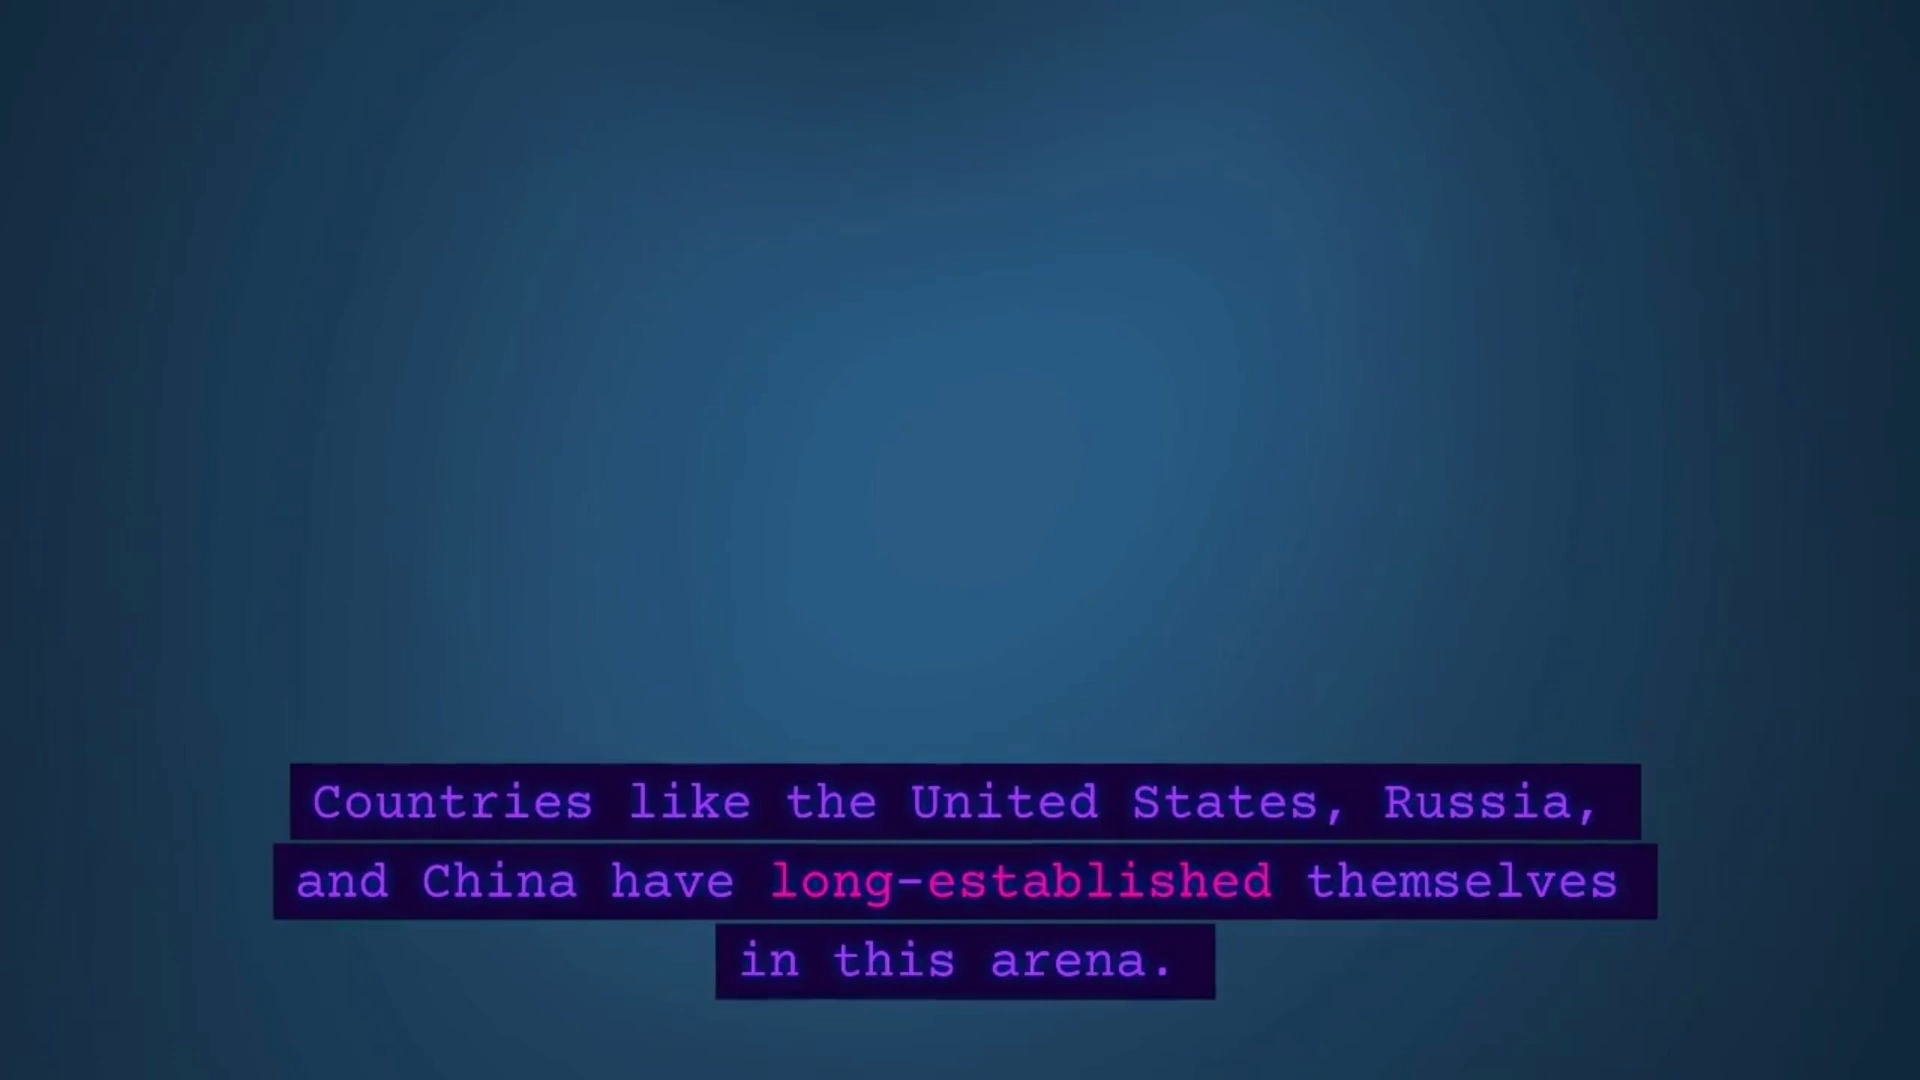 Countries like the United States, Russia,
and China have long-established themselves
in this arena.